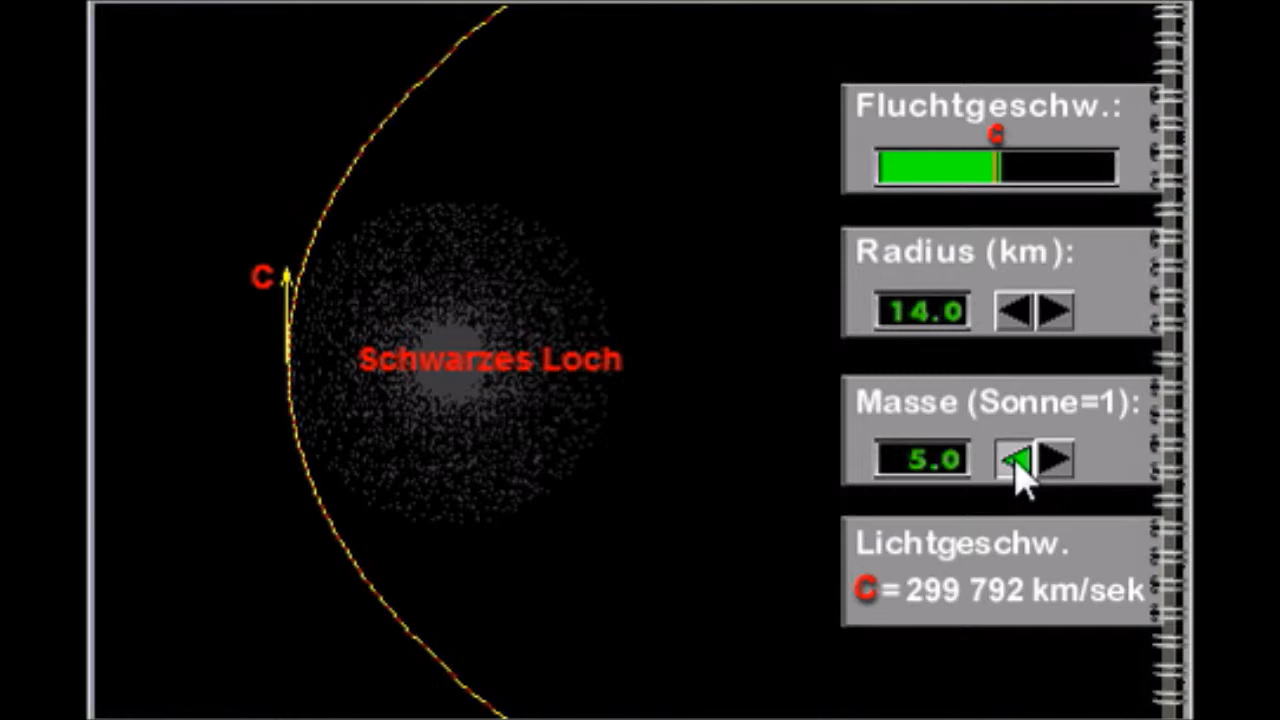 Fluchtgeschw.:
C
Radius (km):
14.0
C
Schwarzes Loch
Masse (Sonne=1):
5.0
Lichtgeschw.
C = 299 792 km/sek